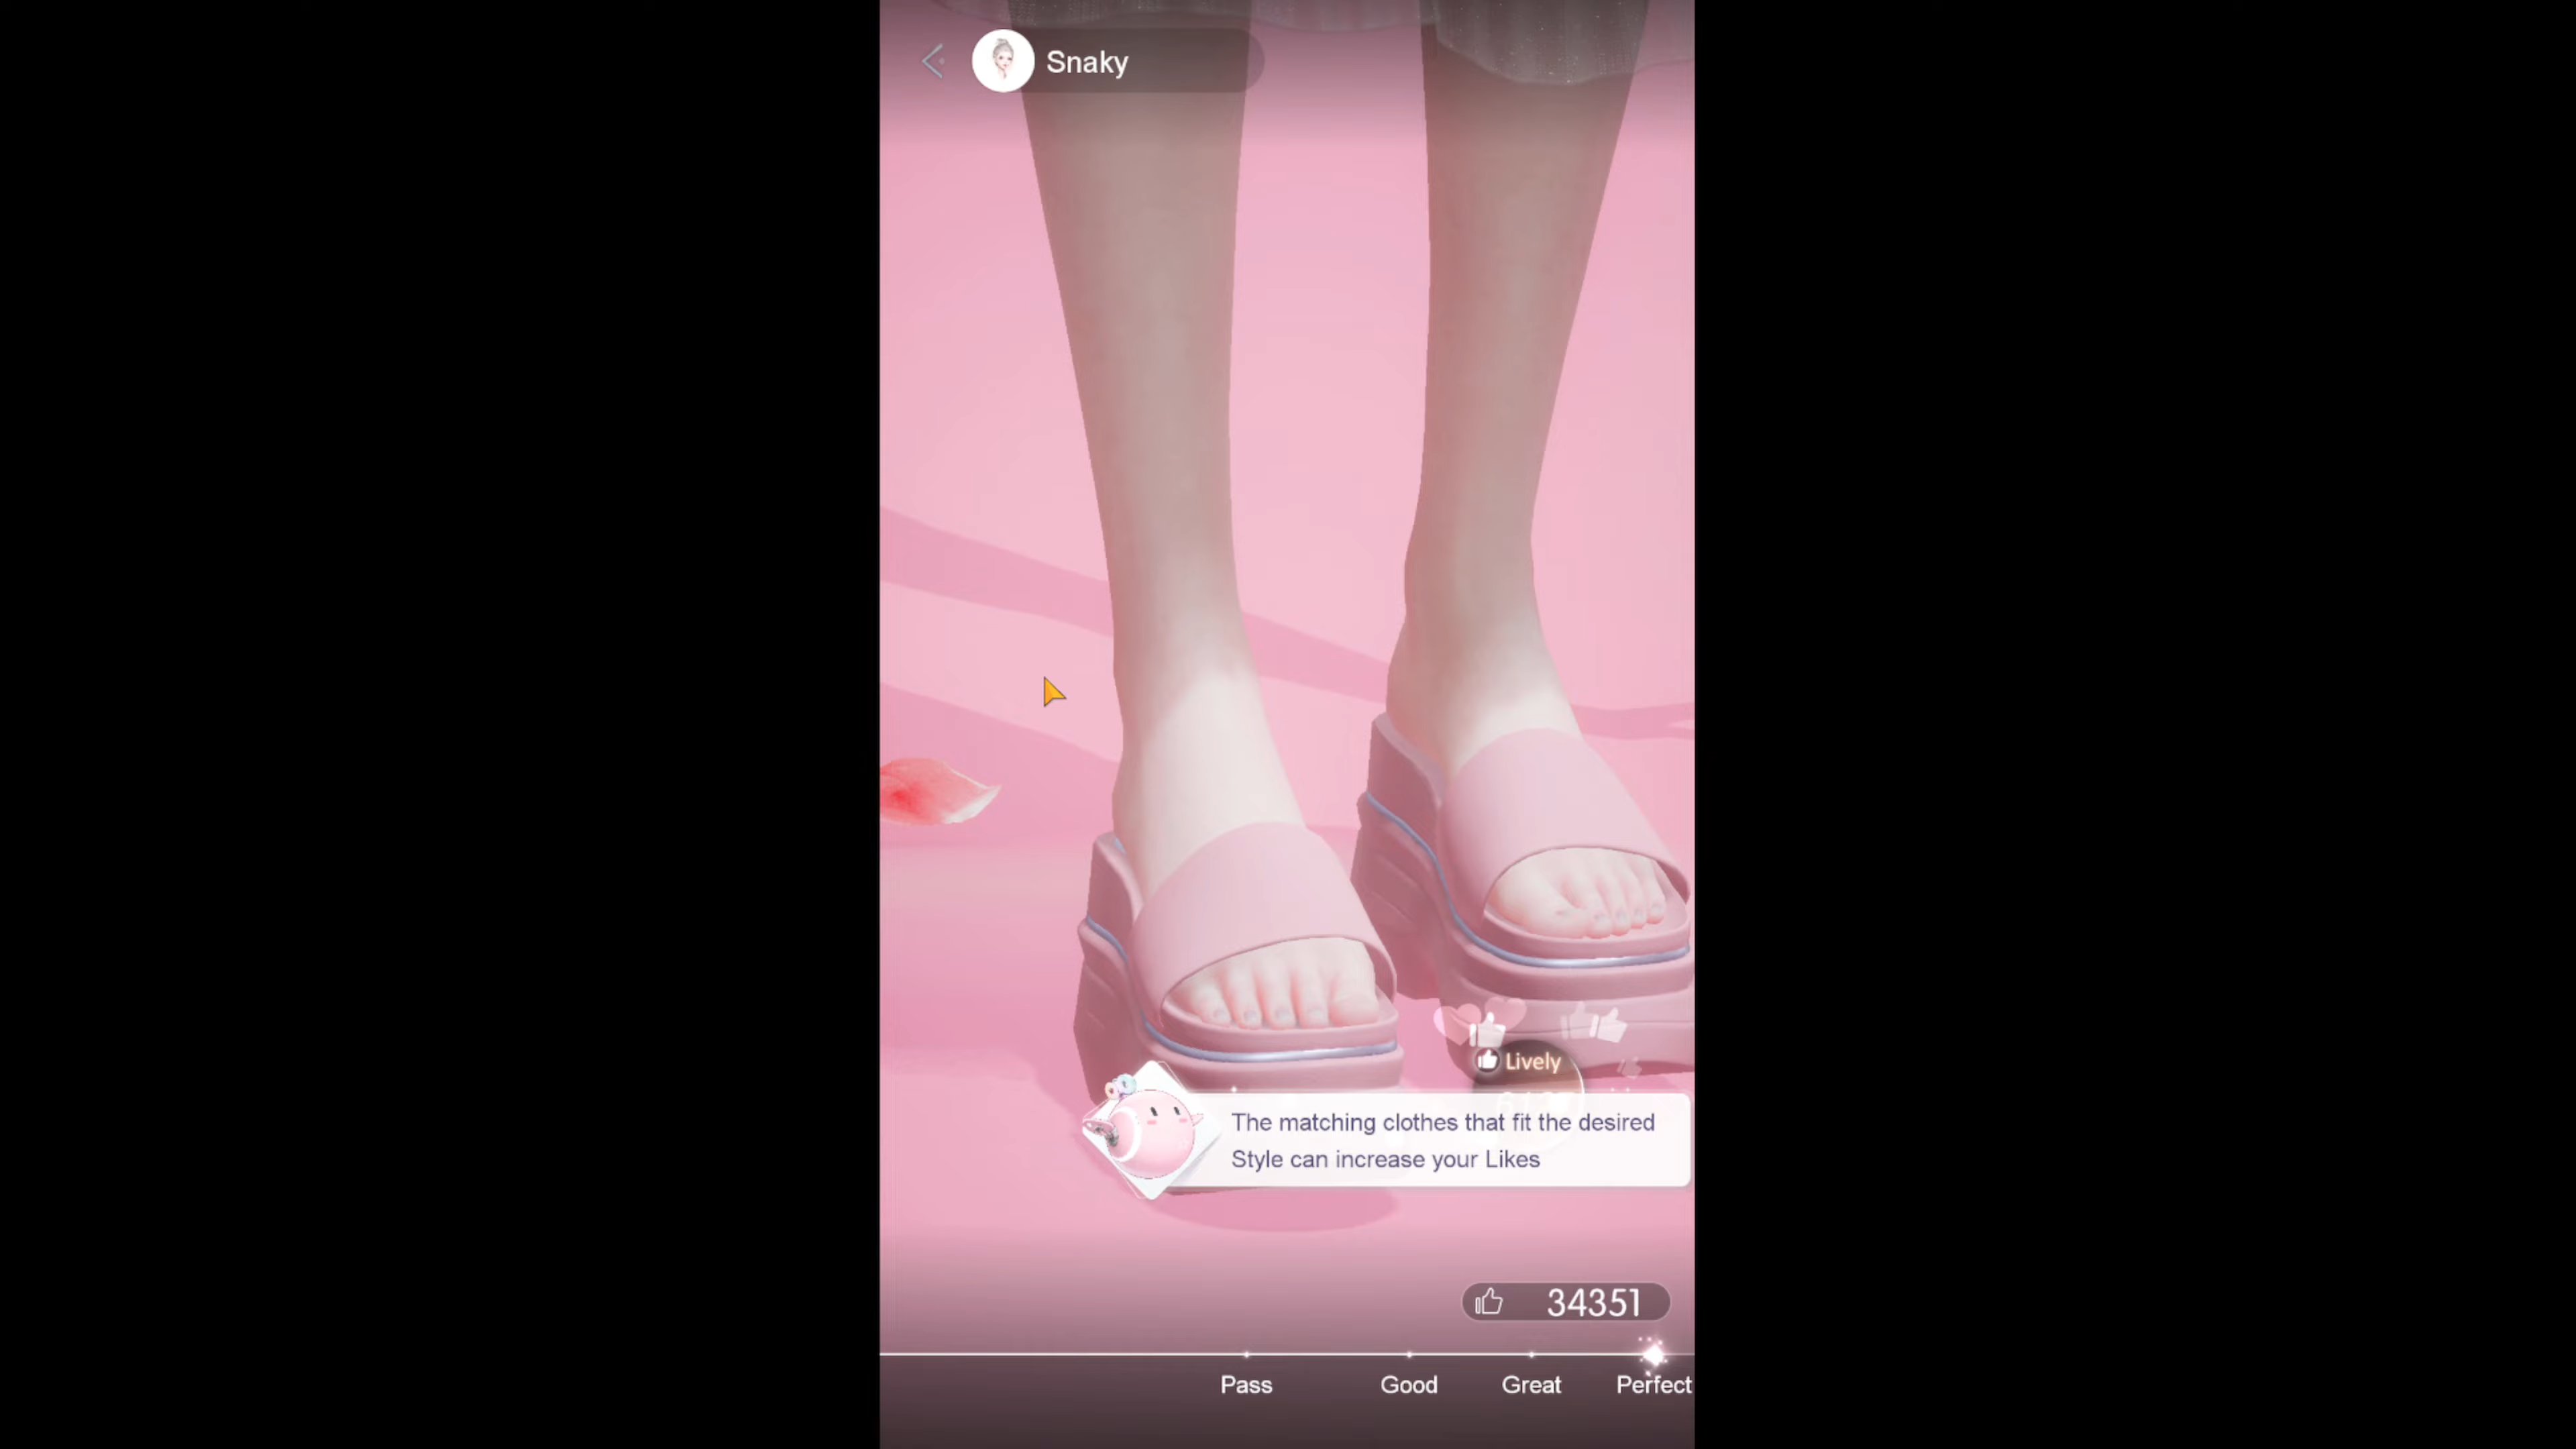 Snaky
Lively
The matching clothes that fit the desired
Style can increase your Likes
34351
Pass
Good
Great
Perfect